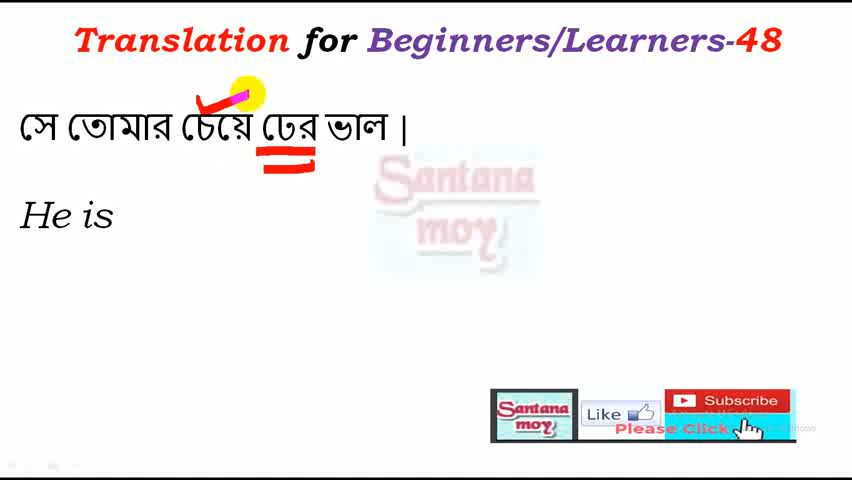 Translation for Beginners/Learners-48
সে তোমার চেয়ে ঢের ভাল |
Santana
moy
He is
Santana
moy
Like
Subscribe
Please Click